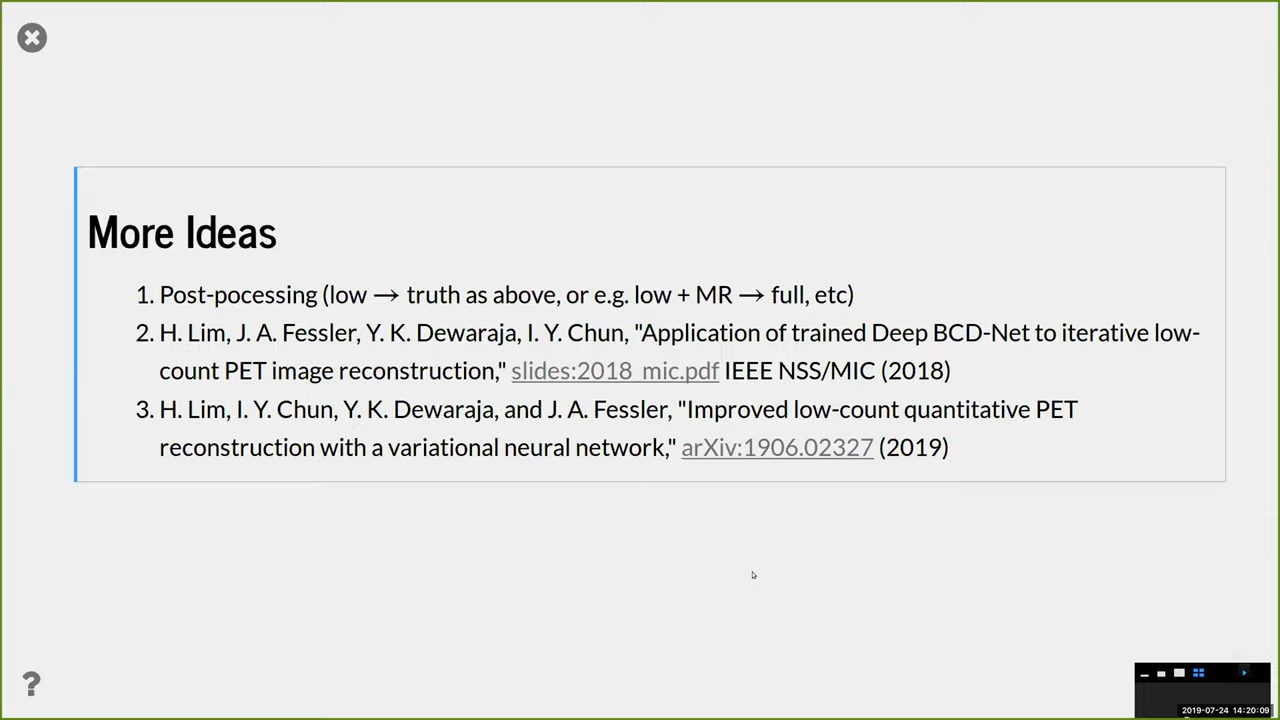 More Ideas
1. Post-pocessing (low → truth as above, or e.g. low + MR → full, etc)
2. H. Lim, J. A. Fessler, Y. K. Dewaraja, I. Y. Chun, "Application of trained Deep BCD-Net to iterative low-
count PET image reconstruction," slides:2018_mic.pdf IEEE NSS/MIC (2018)
3. H. Lim, I. Y. Chun, Y. K. Dewaraja, and J. A. Fessler, "Improved low-count quantitative PET
reconstruction with a variational neural network," arXiv:1906.02327 (2019)
?
2019-07-24 14:20:09